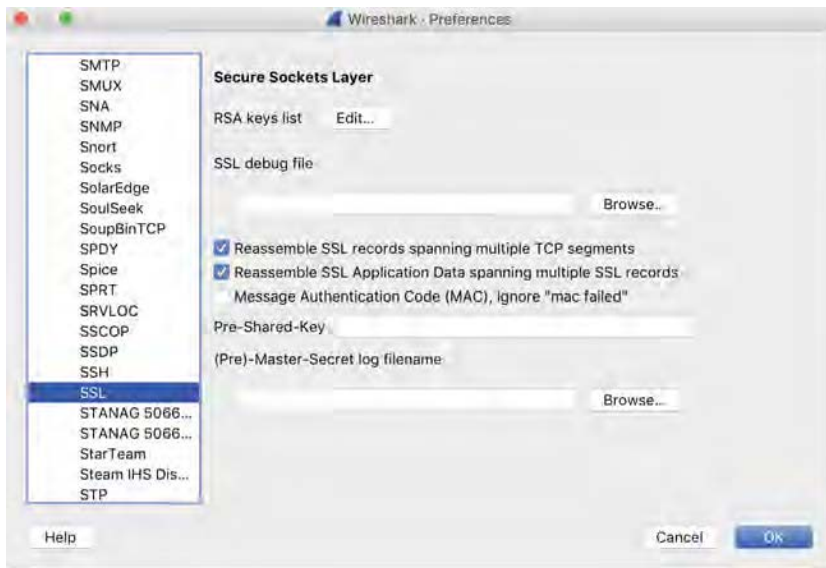 Wireshark · Preferences
SMTP
SMUX
SNA
SNMP
Snort
Socks
SolarEdge
SoulSeek
SoupBinTCP
SPDY
Spice
SPRT
SRVLOC
SSCOP
SSDP
SSH
SSL
STANAG 5066...
STANAG 5066...
StarTeam
Steam IHS Dis...
STP
Secure Sockets Layer
RSA keys list Edit...
SSL debug file
Browse...
Reassemble SSL records spanning multiple TCP segments
Reassemble SSL Application Data spanning multiple SSL records
Message Authentication Code (MAC), ignore "mac failed"
Pre-Shared-Key
(Pre)-Master-Secret log filename
Browse...
Help Cancel OK